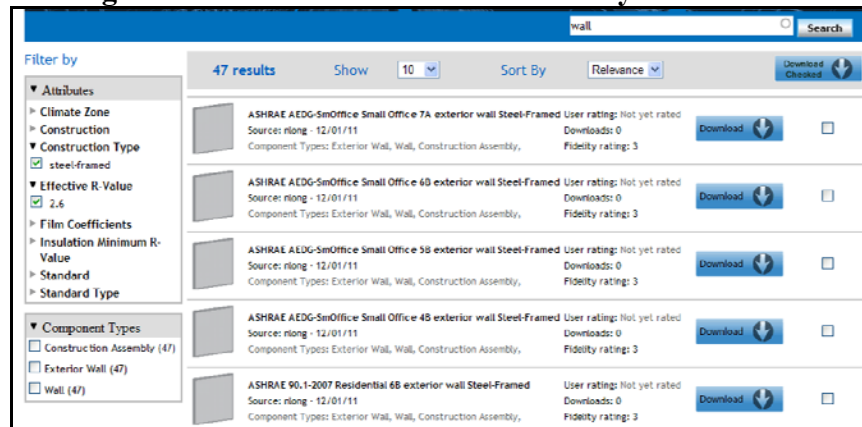 wall Search
Filter by
47 results Show 10 Sort By Relevance Download Checked
▼ Attributes
Climate Zone
Construction
Construction Type
steel-framed
Effective R-Value
2.6
Film Coefficients
Insulation Minimum R-
Value
Standard
Standard Type
▼ Component Types
Construction Assembly (47)
Exterior Wall (47)
Wall (47)
ASHRAE AEDG-SmOffice Small Office 7A exterior wall Steel-Framed User rating: Not yet rated
Source: nlong - 12/01/11 Downloads: 0 Download
Component Types: Exterior Wall, Wall, Construction Assembly, Fidelity rating: 3
ASHRAE AEDG-SmOffice Small Office 6B exterior wall Steel-Framed User rating: Not yet rated
Source: nlong - 12/01/11 Downloads: 0 Download
Component Types: Exterior Wall, Wall, Construction Assembly, Fidelity rating: 3
ASHRAE AEDG-SmOffice Small Office 5B exterior wall Steel-Framed User rating: Not yet rated
Source: nlong - 12/01/11 Downloads: 0 Download
Component Types: Exterior Wall, Wall, Construction Assembly, Fidelity rating: 3
ASHRAE AEDG-SmOffice Small Office 4B exterior wall Steel-Framed User rating: Not yet rated
Source: nlong - 12/01/11 Downloads: 0 Download
Component Types: Exterior Wall, Wall, Construction Assembly, Fidelity rating: 3
ASHRAE 90.1-2007 Residential 6B exterior wall Steel-Framed User rating: Not yet rated
Source: nlong - 12/01/11 Downloads: 0 Download
Component Types: Exterior Wall, Wall, Construction Assembly, Fidelity rating: 3